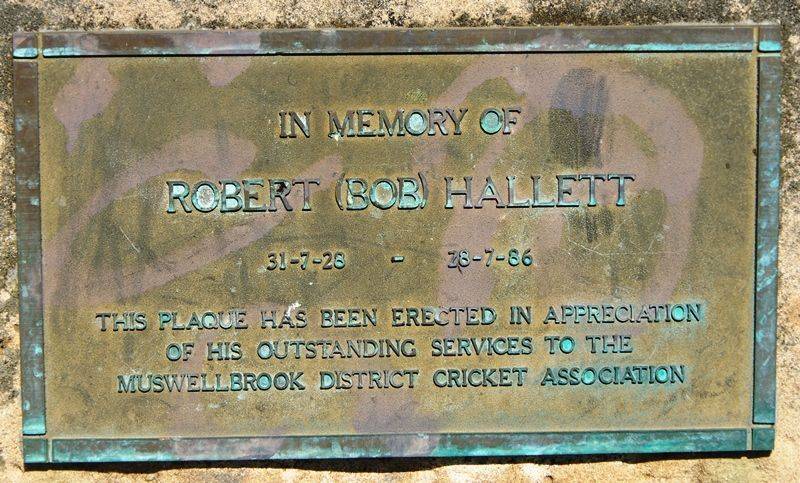 IN MEMORY OF
ROBERT (BOB) HALLETT
31-7-28 - 28-7-86
THIS PLAQUE HAS BEEN ERECTED IN APPRECIATION
OF HIS OUTSTANDING SERVICES TO THE
MUSWELLBROOK DISTRICT CRICKET ASSOCIATION